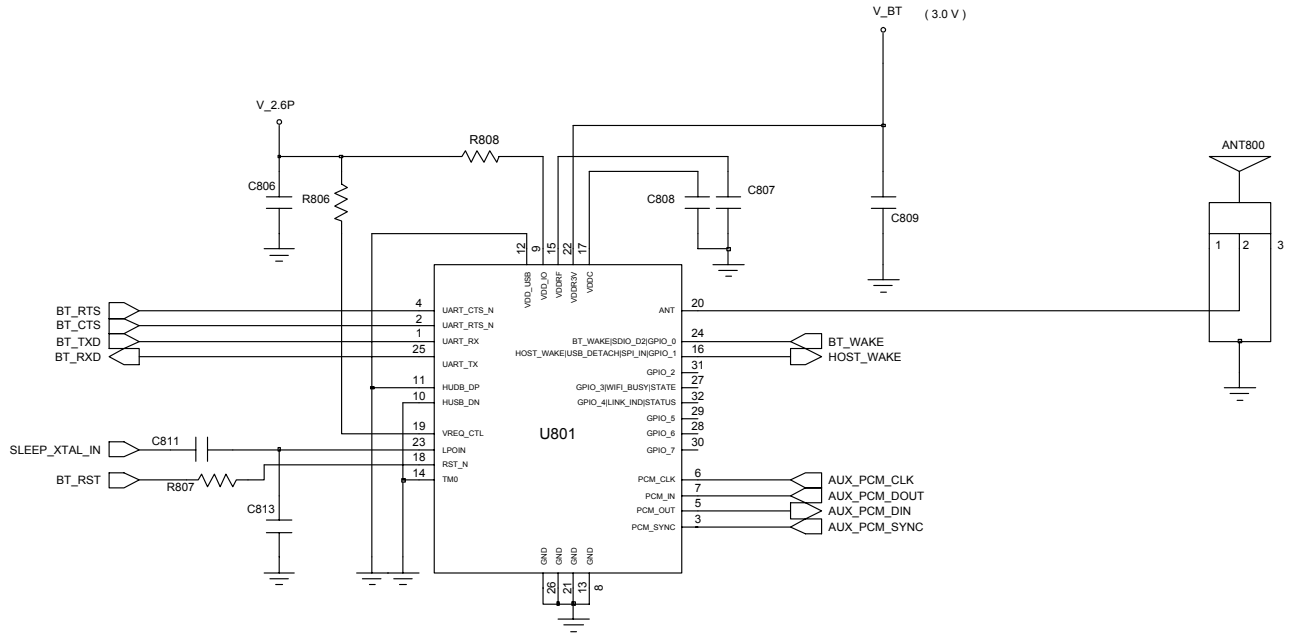 V_BT ( 3.0 V )
V_2.6P
R808
ANT800
C806
R806
C808
C807
C809
1 2 3
12 9 15 22 17
VDD_USB VDD_IO VDDRF VDDR3V VDDC
BT_RTS 4 UART_CTS_N
BT_CTS 2 UART_RTS_N
BT_TXD 1 UART_RX
BT_RXD 25 UART_TX
11 HUDB_DP
10 HUSB_DN
19 VREQ_CTL
SLEEP_XTAL_IN C811 23 LPOIN
BT_RST R807 18 RST_N
14 TM0
C813
U801
ANT 20
BT_WAKE|SDIO_D2|GPIO_0 24 BT_WAKE
HOST_WAKE|USB_DETACH|SPI_IN|GPIO_1 16 HOST_WAKE
GPIO_2 31
GPIO_3|WIFI_BUSY|STATE 27
GPIO_4|LINK_IND|STATUS 32
GPIO_5 29
GPIO_6 28
GPIO_7 30
PCM_CLK 6 AUX_PCM_CLK
PCM_IN 7 AUX_PCM_DOUT
PCM_OUT 5 AUX_PCM_DIN
PCM_SYNC 3 AUX_PCM_SYNC
GND GND GND GND
26 21 13 8